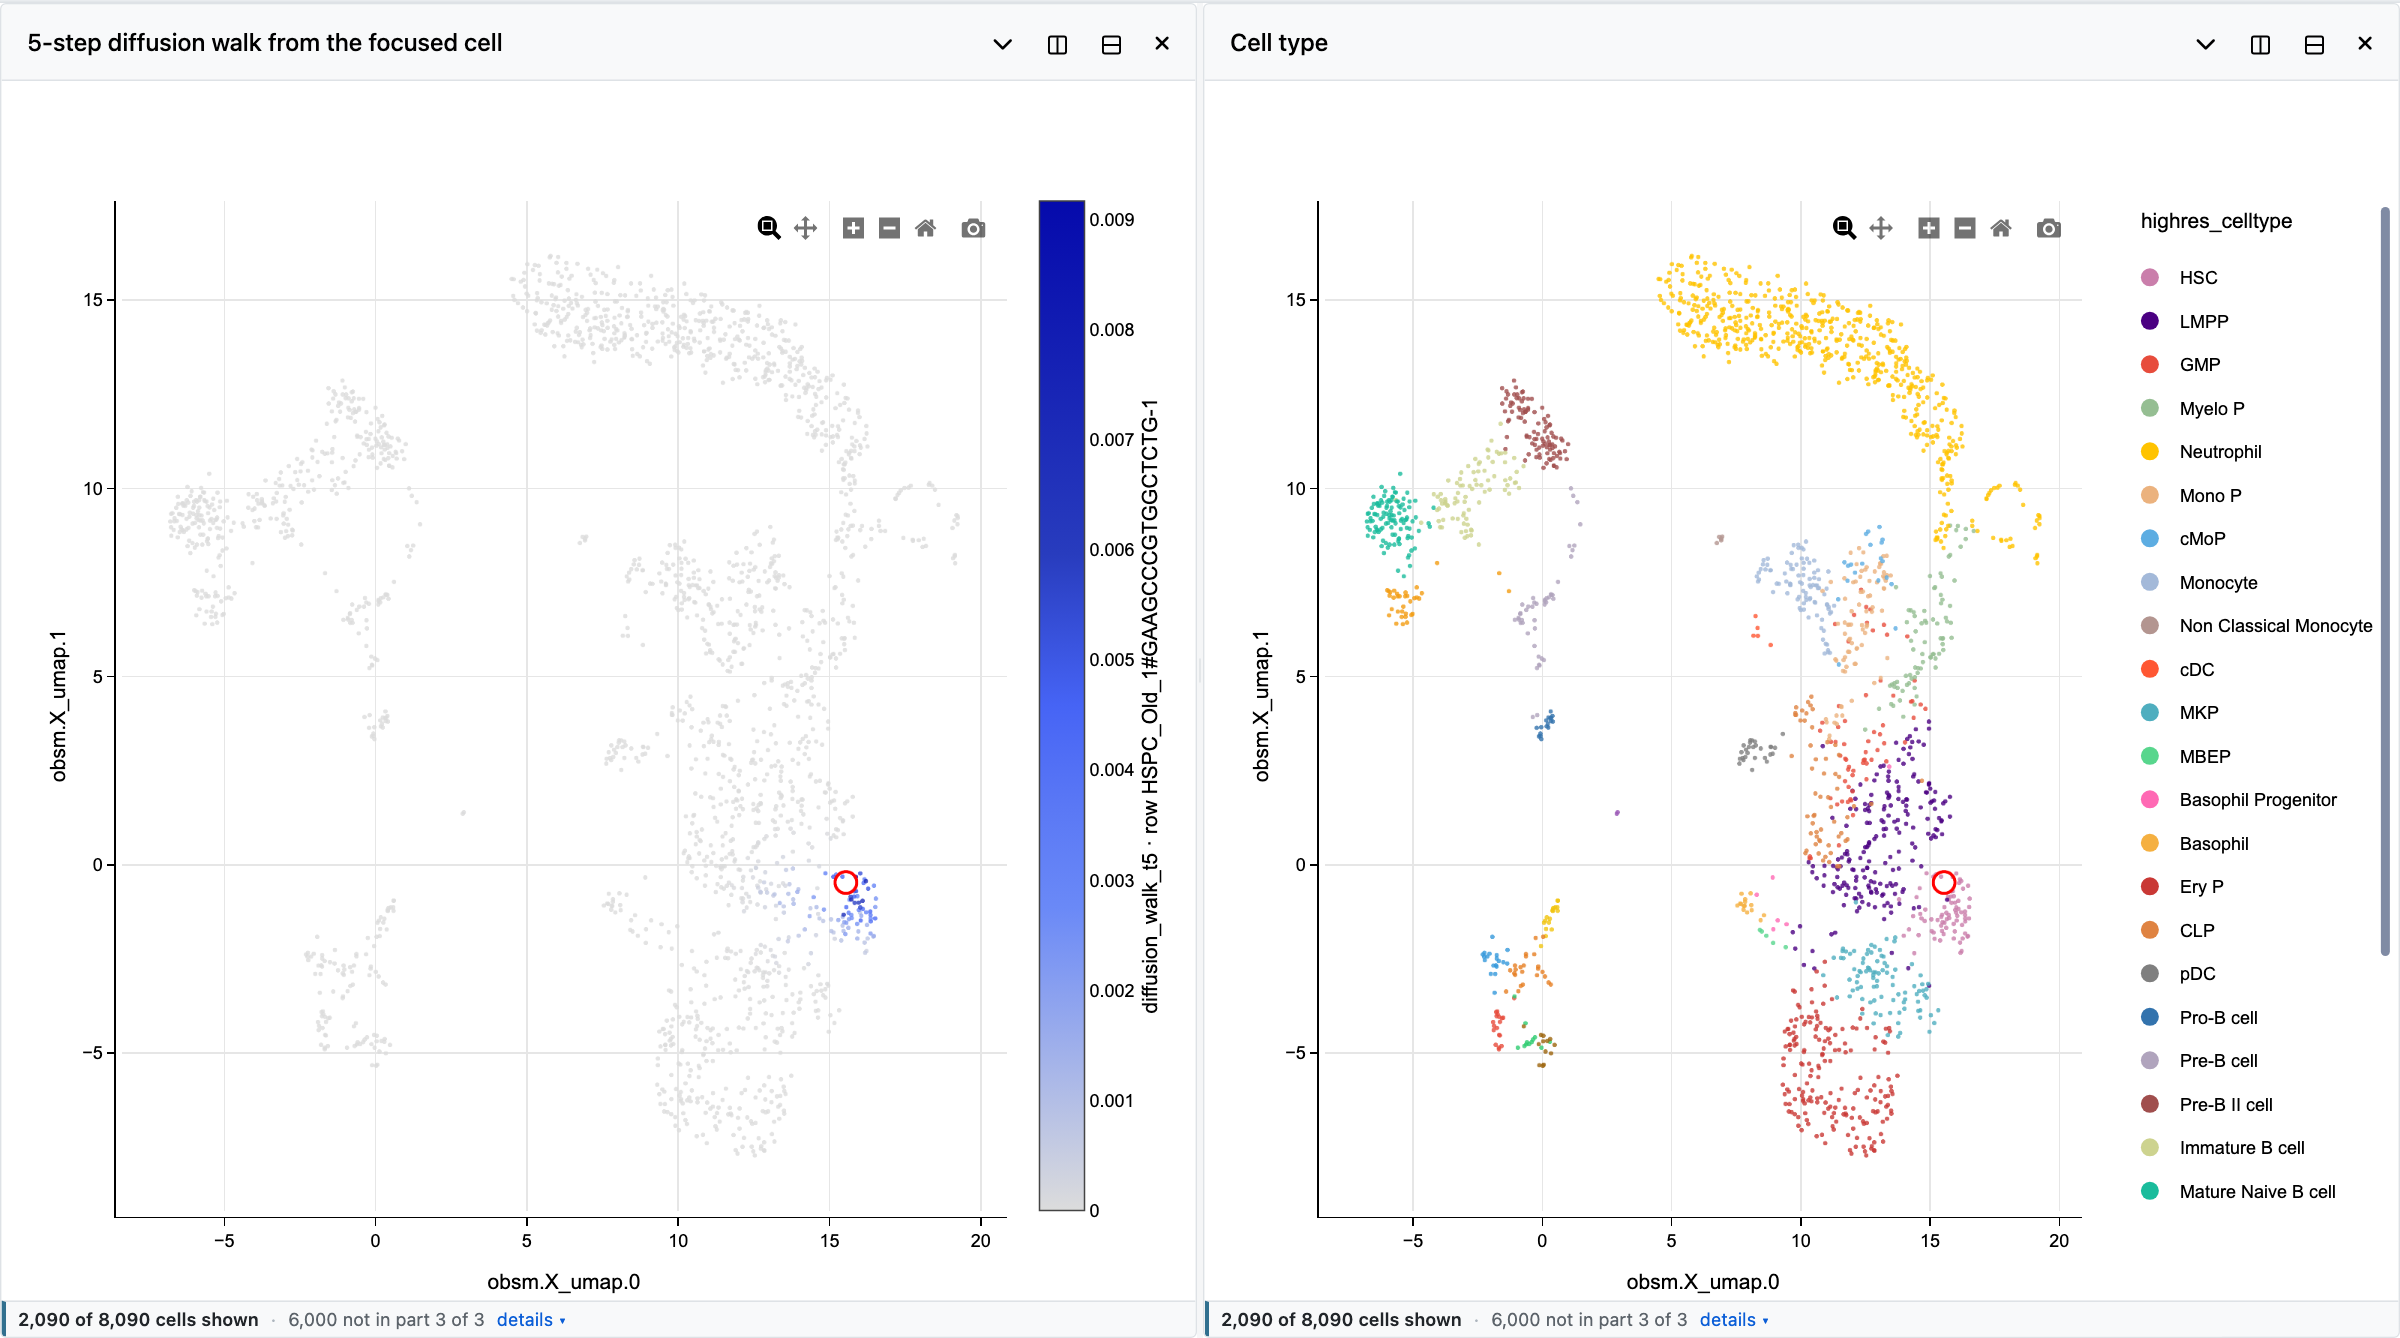 5-step diffusion walk from the focused cell
15
10
5
0
−5
−5
0
5
10
15
20
obsm.X_umap.0
obsm.X_umap.1
0.009
0.008
0.007
0.006
0.005
0.004
0.003
0.002
0.001
0
diffusion_walk_t5 · row HSPC_Old_1#GAAGCCCGTGGCTCTG-1
2,090 of 8,090 cells shown · 6,000 not in part 3 of 3 details ▾
Cell type
15
10
5
0
−5
−5
0
5
10
15
20
obsm.X_umap.0
obsm.X_umap.1
highres_celltype
HSC
LMPP
GMP
Myelo P
Neutrophil
Mono P
cMoP
Monocyte
Non Classical Monocyte
cDC
MKP
MBEP
Basophil Progenitor
Basophil
Ery P
CLP
pDC
Pro-B cell
Pre-B cell
Pre-B II cell
Immature B cell
Mature Naive B cell
2,090 of 8,090 cells shown · 6,000 not in part 3 of 3 details ▾